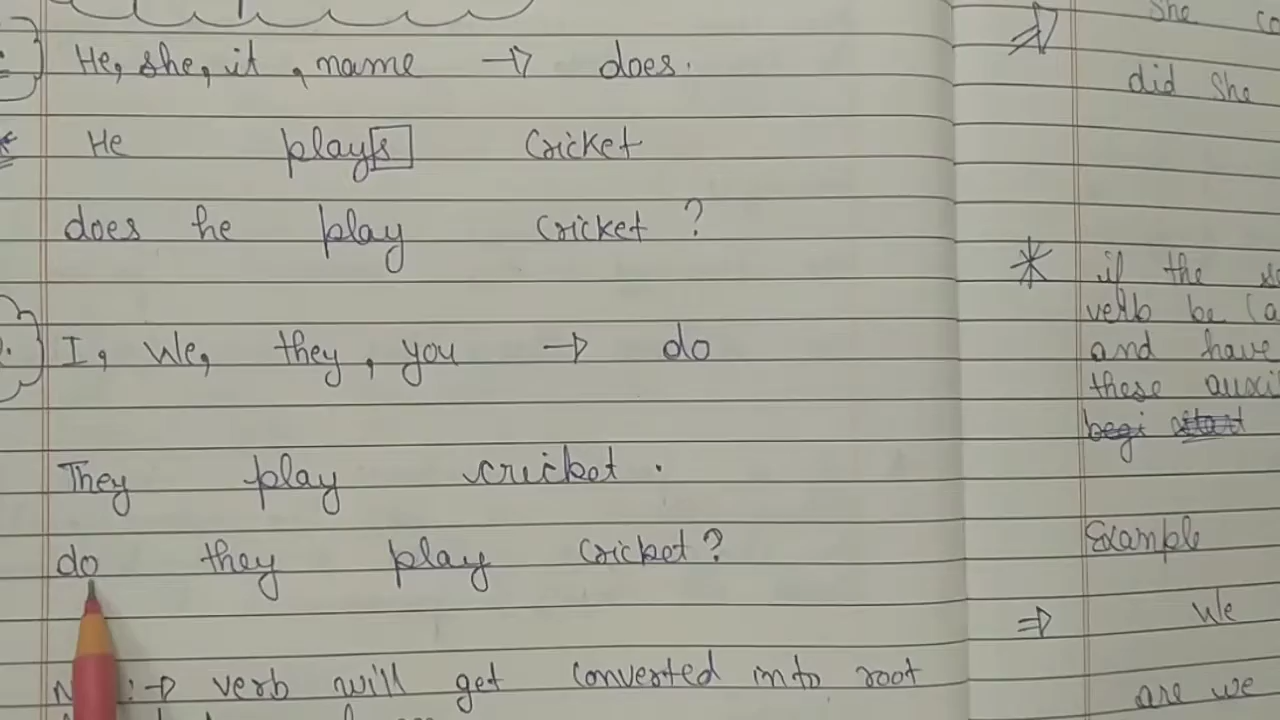 He, she, it, name → does.
He plays cricket
does he play cricket ?
I, We, they, you → do
They play cricket.
do they play cricket?
:→ verb will get converted into root
She
did She
* if the
verb be (a
and have
these
Example
⇒ We
are we